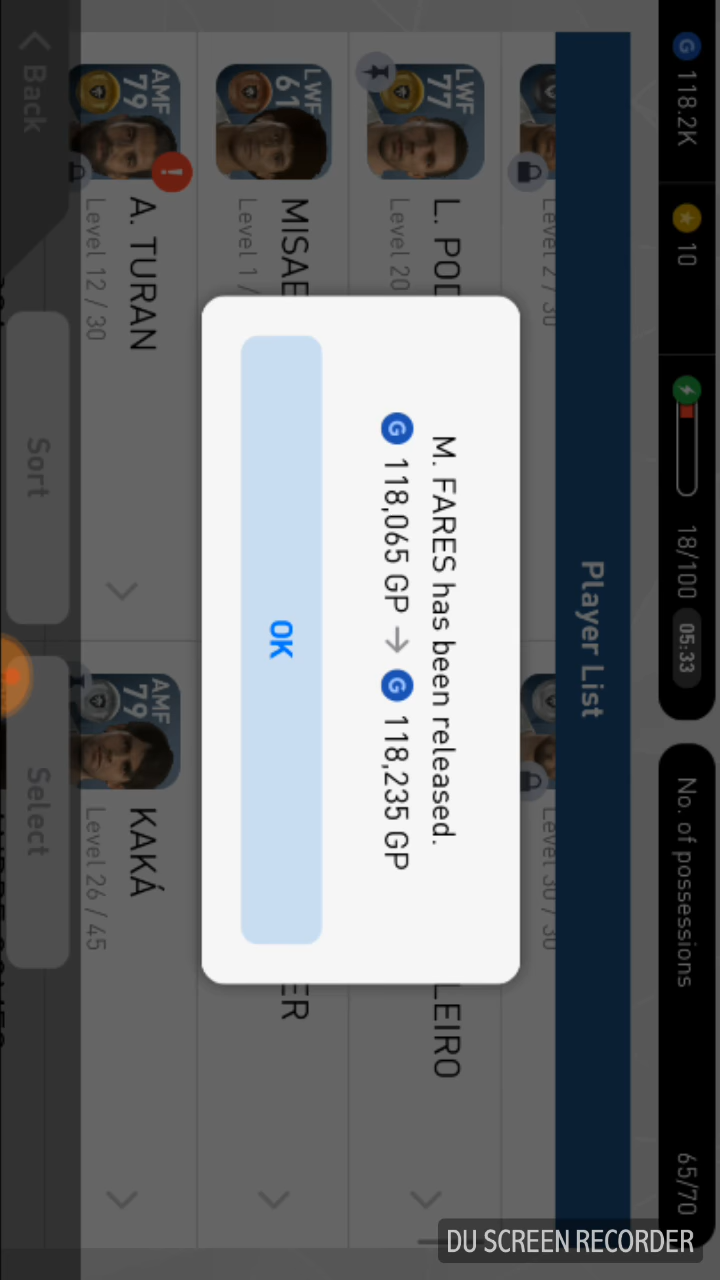 118.2K
10
18/100
05:33
No. of possessions
65/70
Player List
Level 2 / 30
Level 30 / 30
LWF
77
L. POD
Level 20
LEIRO
LWF
61
MISAE
Level 1 /
ER
AMF
79
A. TURAN
Level 12 / 30
AMF
79
KAKÁ
Level 26 / 45
M. FARES has been released.
G 118,065 GP → G 118,235 GP
OK
Back
Sort
Select
DU SCREEN RECORDER